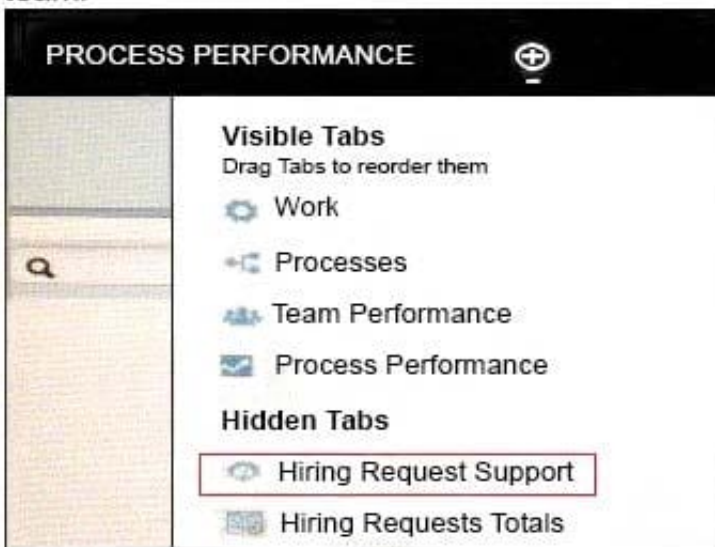 PROCESS PERFORMANCE
Visible Tabs
Drag Tabs to reorder them
Work
Processes
Team Performance
Process Performance
Hidden Tabs
Hiring Request Support
Hiring Requests Totals